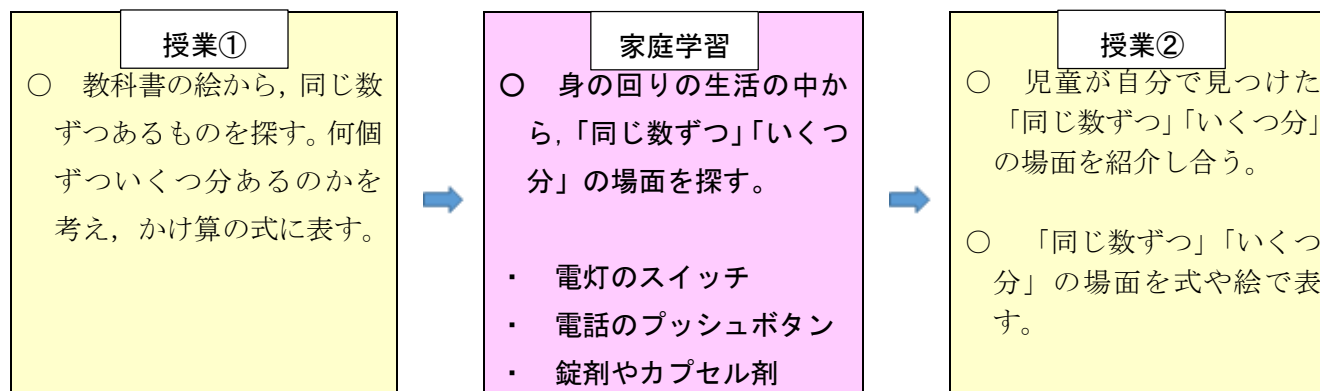 授業①
○　教科書の絵から，同じ数
ずつあるものを探す。何個
ずついくつ分あるのかを
考え，かけ算の式に表す。
家庭学習
○　身の回りの生活の中か
ら，「同じ数ずつ」「いくつ
分」の場面を探す。
・　電灯のスイッチ
・　電話のプッシュボタン
・　錠剤やカプセル剤
授業②
○　児童が自分で見つけた
「同じ数ずつ」「いくつ分」
の場面を紹介し合う。
○　「同じ数ずつ」「いくつ
分」の場面を式や絵で表
す。